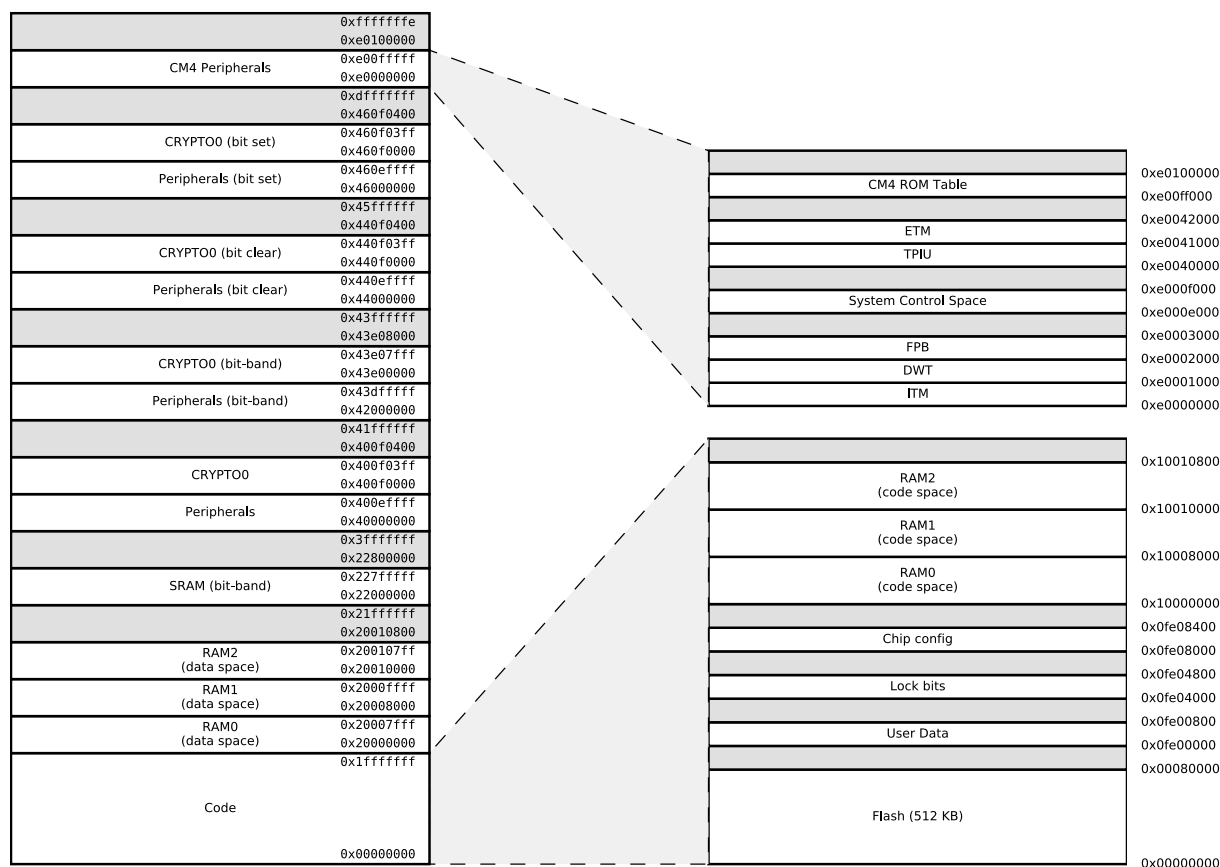 0xfffffffe
0xe0100000
CM4 Peripherals
0xe00fffff
0xe0000000
0xdfffffff
0x460f0400
CRYPTO0 (bit set)
0x460f03ff
0x460f0000
Peripherals (bit set)
0x460effff
0x46000000
0x45ffffff
0x440f0400
CRYPTO0 (bit clear)
0x440f03ff
0x440f0000
Peripherals (bit clear)
0x440effff
0x44000000
0x43ffffff
0x43e08000
CRYPTO0 (bit-band)
0x43e07fff
0x43e00000
Peripherals (bit-band)
0x43dfffff
0x42000000
0x41ffffff
0x400f0400
CRYPTO0
0x400f03ff
0x400f0000
Peripherals
0x400effff
0x40000000
0x3fffffff
0x22800000
SRAM (bit-band)
0x227fffff
0x22000000
0x21ffffff
0x20010800
RAM2
(data space)
0x200107ff
0x20010000
RAM1
(data space)
0x2000ffff
0x20008000
RAM0
(data space)
0x20007fff
0x20000000
0x1fffffff
Code
0x00000000
0xe0100000
CM4 ROM Table
0xe00ff000
0xe0042000
ETM
0xe0041000
TPIU
0xe0040000
0xe000f000
System Control Space
0xe000e000
0xe0003000
FPB
0xe0002000
DWT
0xe0001000
ITM
0xe0000000
0x10010800
RAM2
(code space)
0x10010000
RAM1
(code space)
0x10008000
RAM0
(code space)
0x10000000
0x0fe08400
Chip config
0x0fe08000
0x0fe04800
Lock bits
0x0fe04000
0x0fe00800
User Data
0x0fe00000
0x00080000
Flash (512 KB)
0x00000000